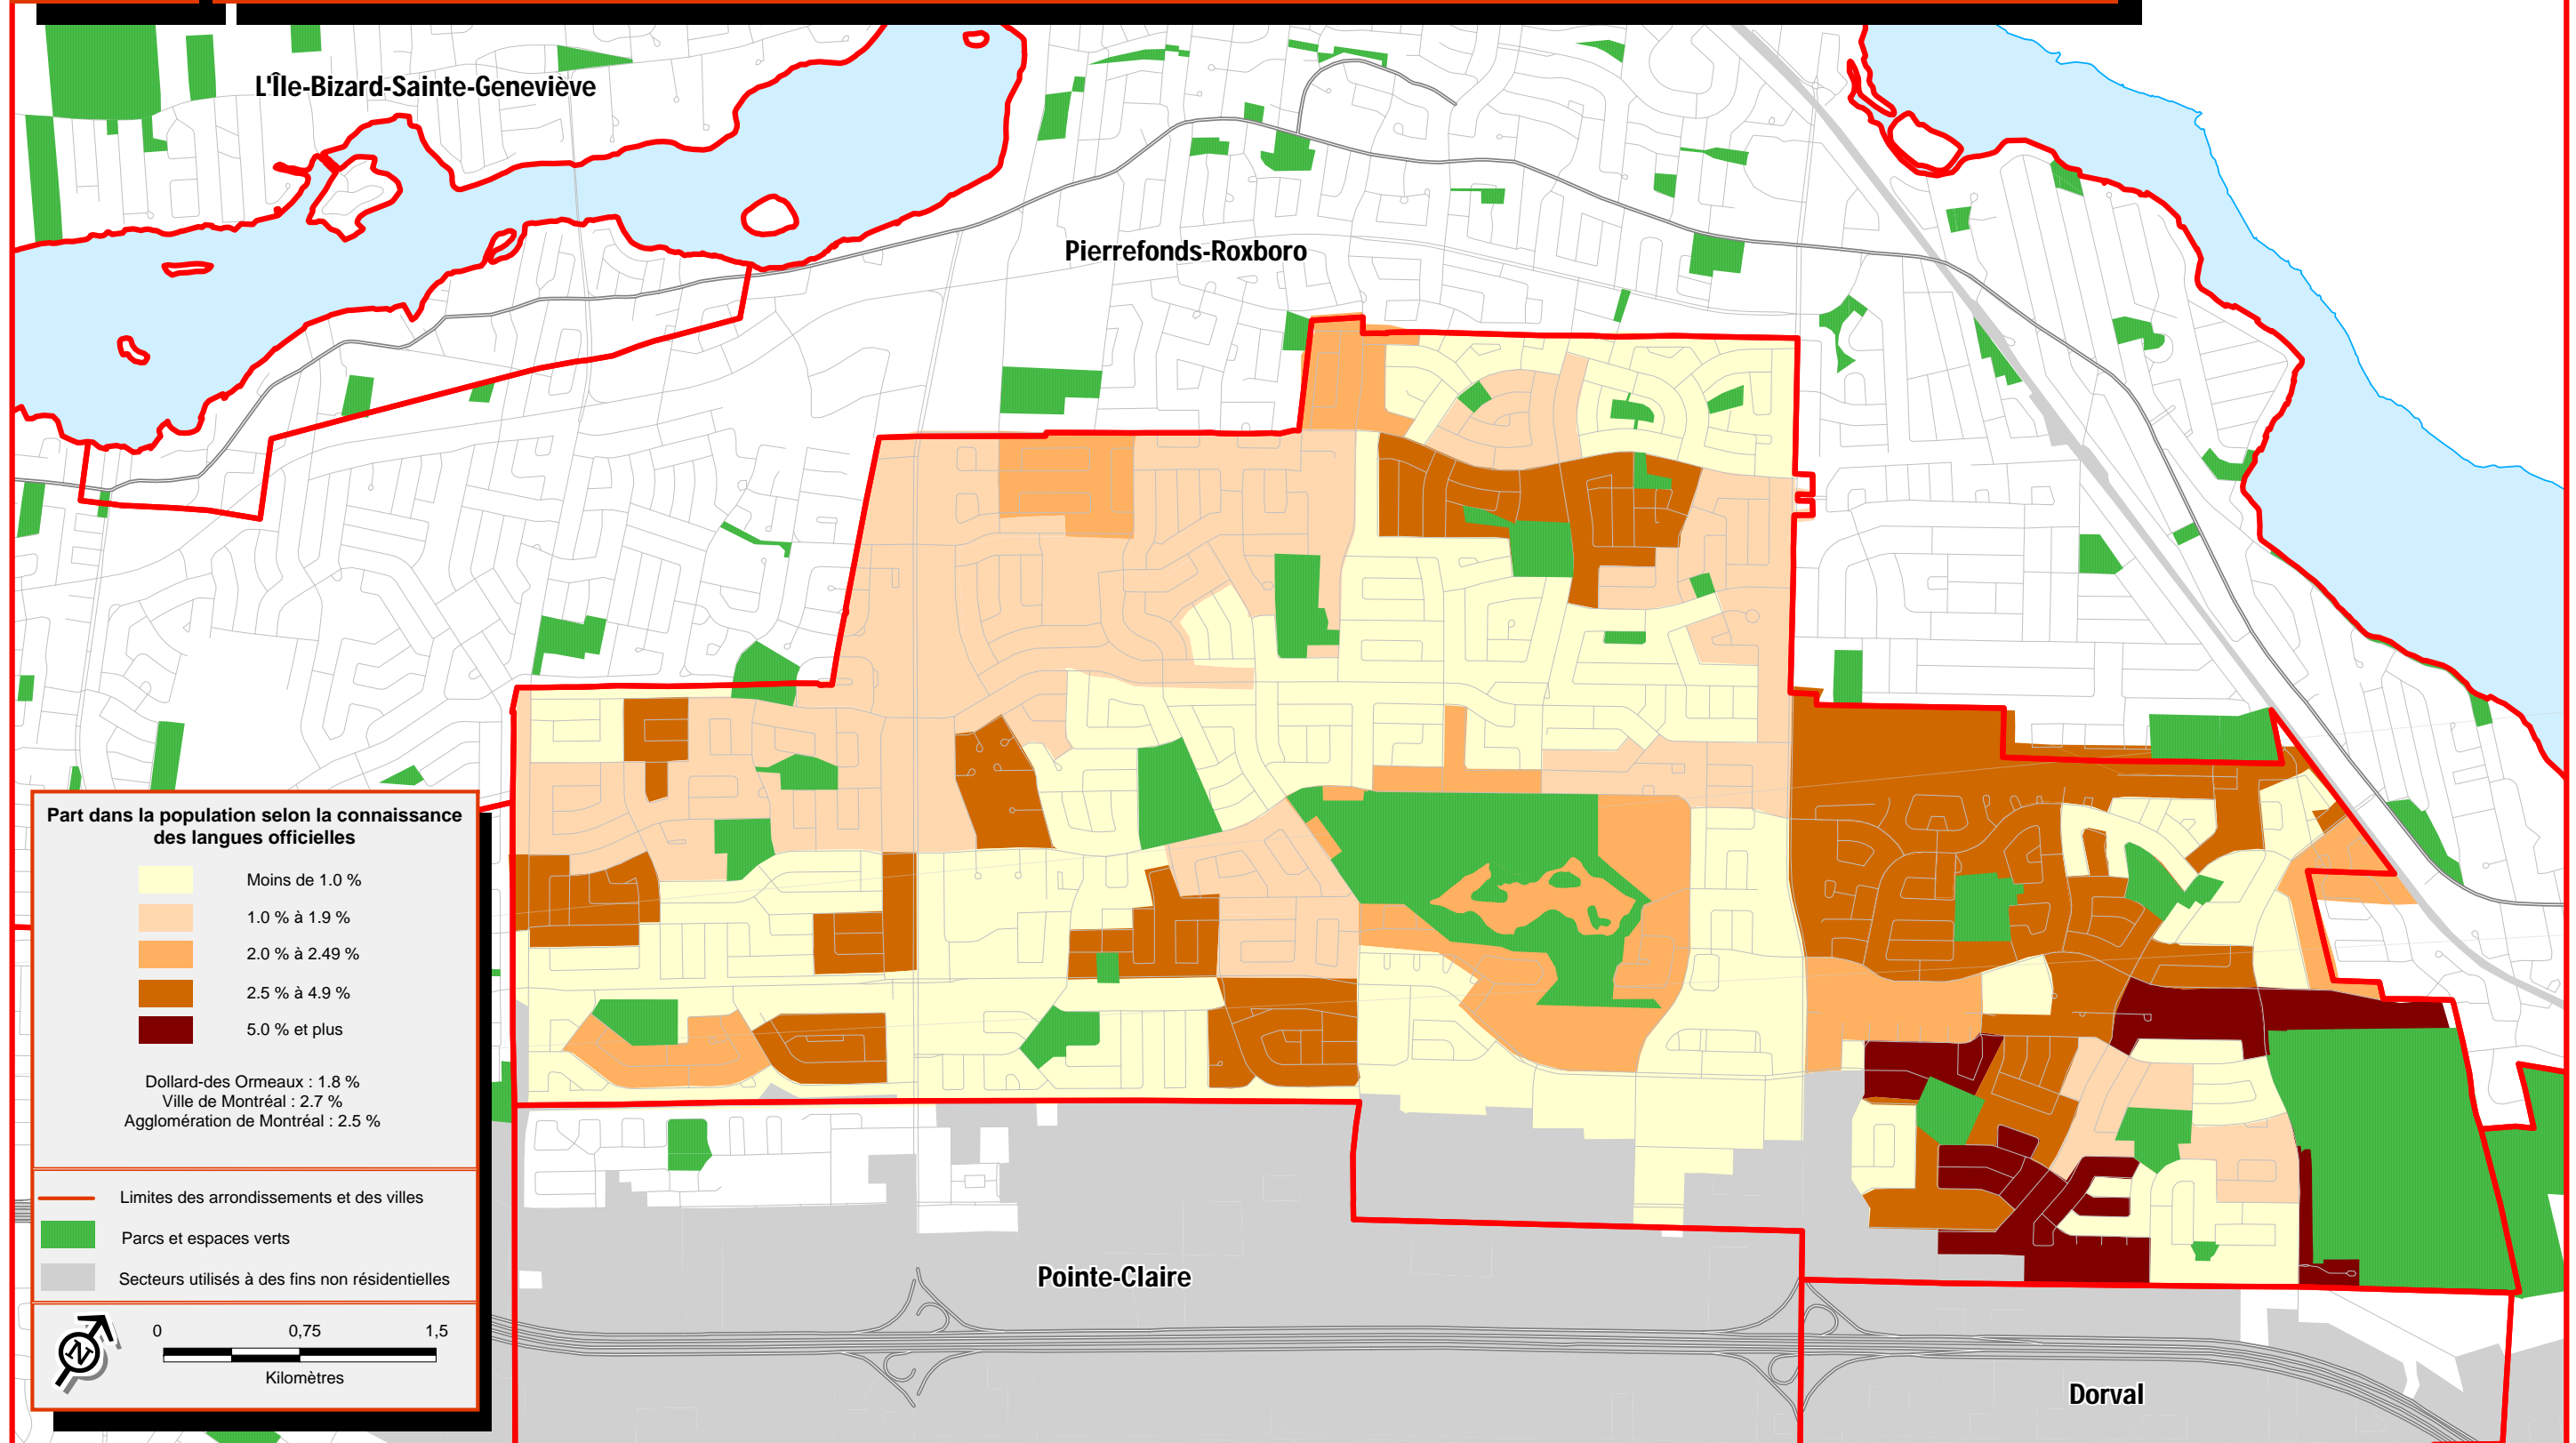 L'Île-Bizard-Sainte-Geneviève
Pierrefonds-Roxboro
Part dans la population selon la connaissance
des langues officielles
Moins de 1.0 %
1.0 % à 1.9 %
2.0 % à 2.49 %
2.5 % à 4.9 %
5.0 % et plus
Dollard-des Ormeaux : 1.8 %
Ville de Montréal : 2.7 %
Agglomération de Montréal : 2.5 %
Limites des arrondissements et des villes
Parcs et espaces verts
Secteurs utilisés à des fins non résidentielles
N
0 0,75 1,5
Kilomètres
Pointe-Claire
Dorval